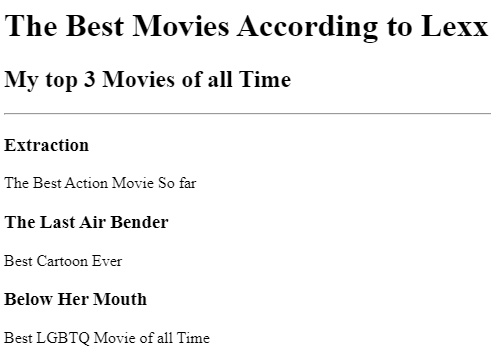 The Best Movies According to Lexx
My top 3 Movies of all Time
Extraction
The Best Action Movie So far
The Last Air Bender
Best Cartoon Ever
Below Her Mouth
Best LGBTQ Movie of all Time